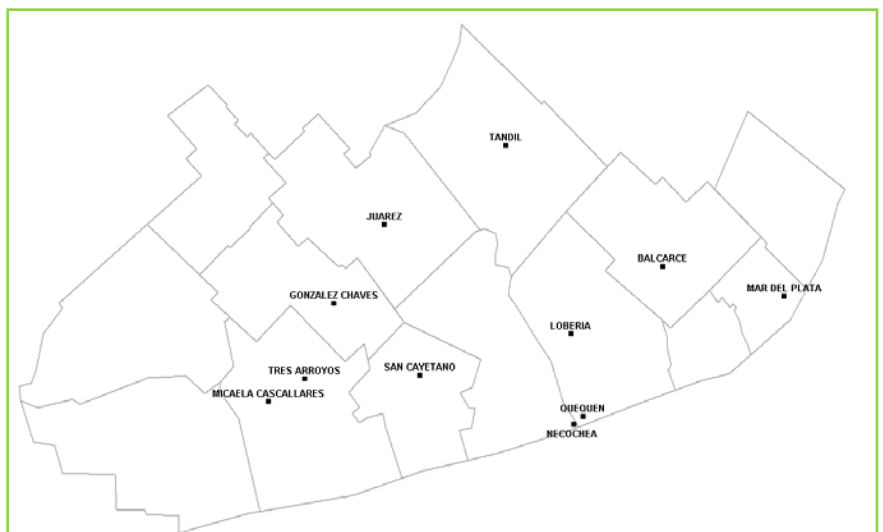 TANDIL
JUAREZ
BALCARCE
MAR DEL PLATA
GONZALEZ CHAVES
LOBERIA
SAN CAYETANO
TRES ARROYOS
MICAELA CASCALLARES
QUEQUEN
NECOCHEA